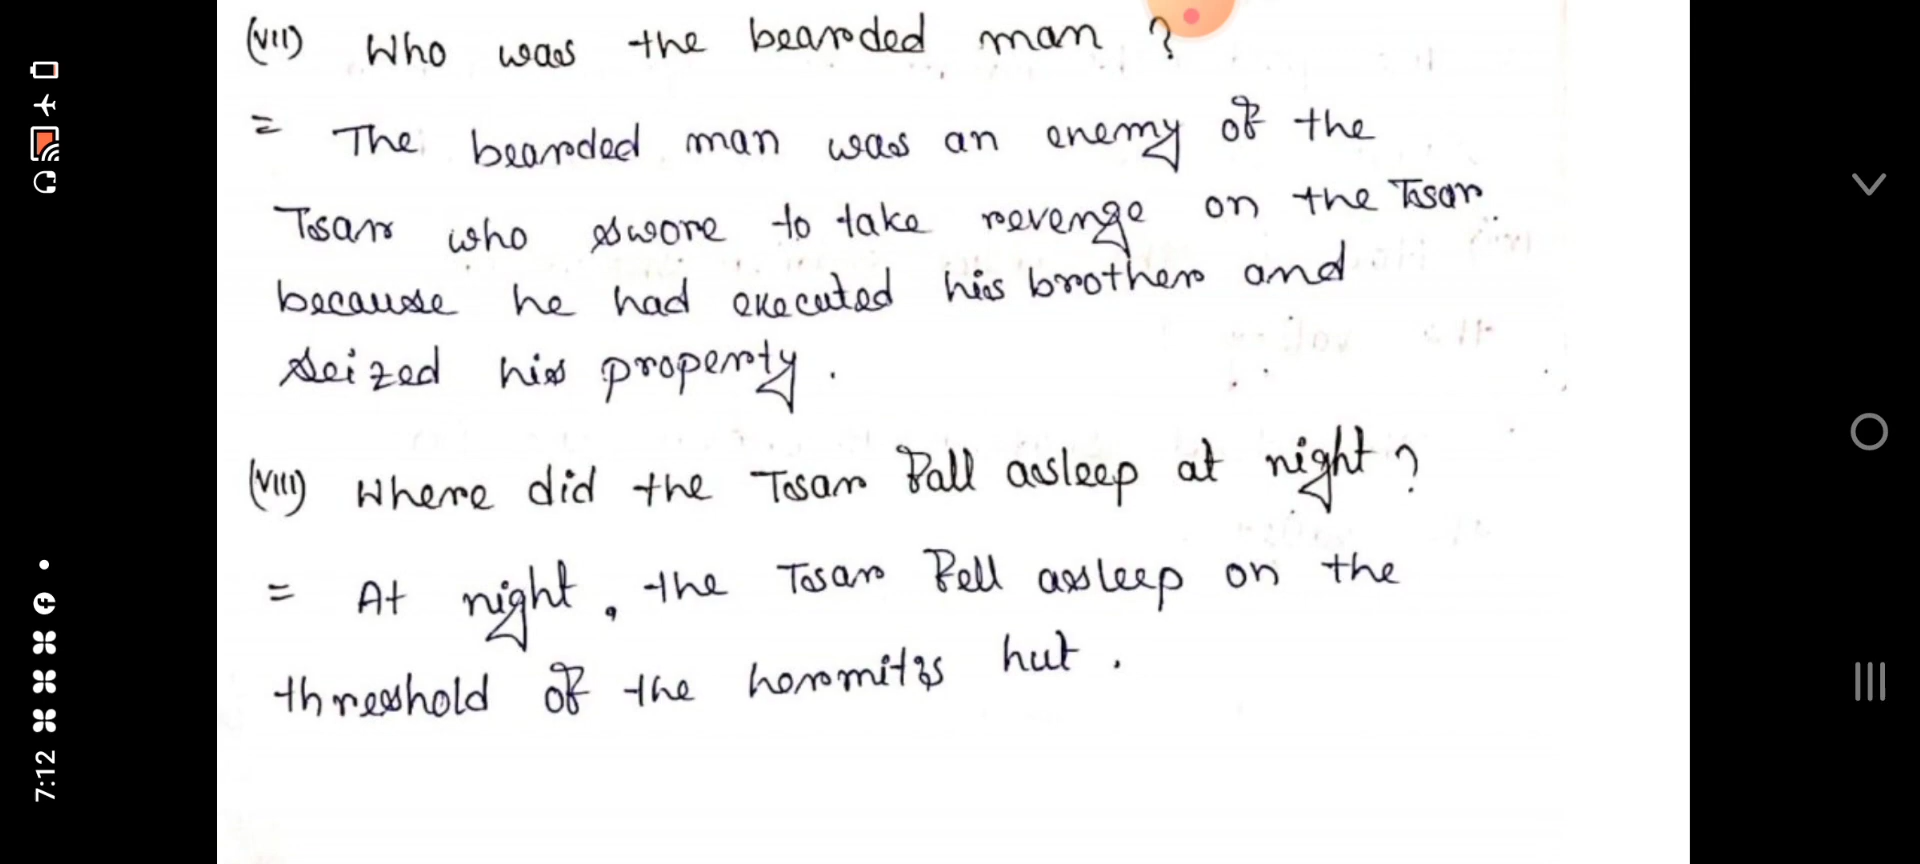 (VII) Who was the bearded man ?
= The bearded man was an enemy of the
Tsar who swore to take revenge on the Tsar.
because he had executed his brother and
seized his property.
(VIII) Where did the Tsar fall asleep at night ?
= At night, the Tsar fell asleep on the
threshold of the hermit's hut.
7:12